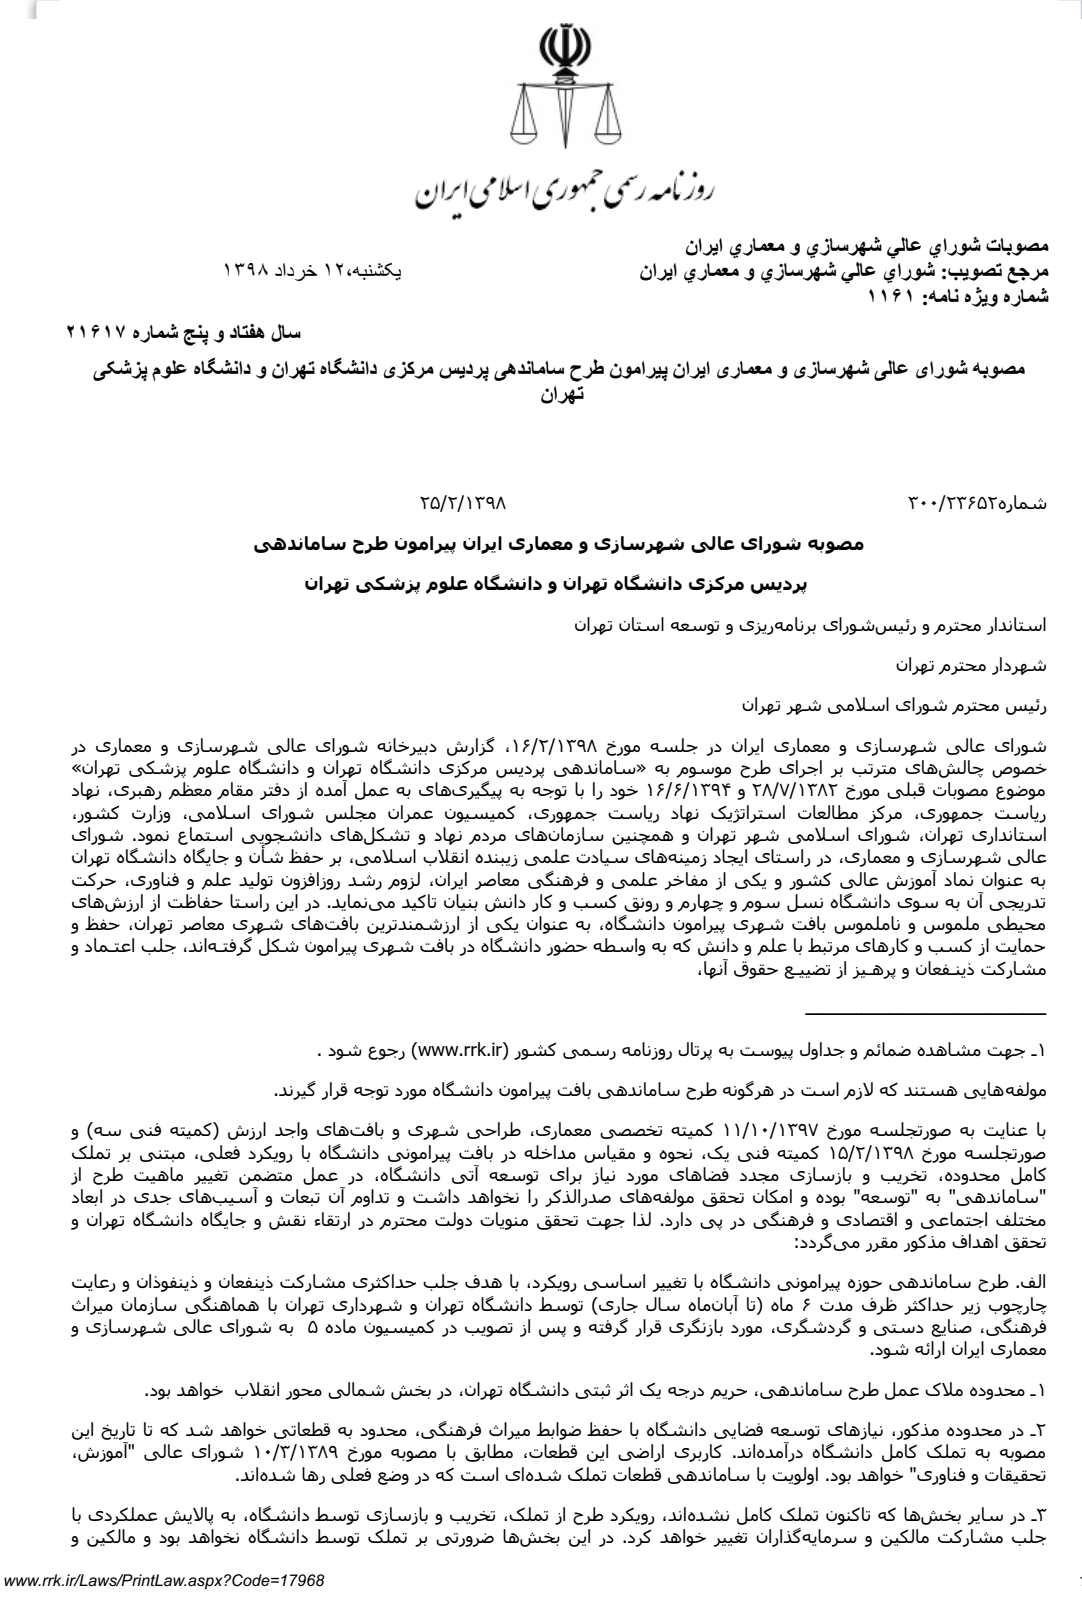 روزنامه رسمی جمهوری اسلامی ایران
مصوبات شوراي عالي شهرسازي و معماري ايران
مرجع تصویب: شوراي عالي شهرسازي و معماري ايران
یکشنبه،۱۲ خرداد ۱۳۹۸
شماره ویژه نامه: ۱۱۶۱
سال هفتاد و پنج شماره ۲۱۶۱۷
مصوبه شورای عالی شهرسازی و معماری ایران پیرامون طرح ساماندهی پردیس مرکزی دانشگاه تهران و دانشگاه علوم پزشکی
تهران
شماره۳۰۰/۲۳۶۵۲
۲۵/۲/۱۳۹۸
مصوبه شورای عالی شهرسازی و معماری ایران پیرامون طرح ساماندهی
پردیس مرکزی دانشگاه تهران و دانشگاه علوم پزشکی تهران
استاندار محترم و رئیس‌شورای برنامه‌ریزی و توسعه استان تهران
شهردار محترم تهران
رئیس محترم شورای اسلامی شهر تهران
شورای عالی شهرسازی و معماری ایران در جلسه مورخ ۱۶/۲/۱۳۹۸، گزارش دبیرخانه شورای عالی شهرسازی و معماری در
خصوص چالش‌های مترتب بر اجرای طرح موسوم به «ساماندهی پردیس مرکزی دانشگاه تهران و دانشگاه علوم پزشکی تهران»
موضوع مصوبات قبلی مورخ ۲۸/۷/۱۳۸۲ و ۱۶/۶/۱۳۹۴ خود را با توجه به پیگیری‌های به عمل آمده از دفتر مقام معظم رهبری، نهاد
ریاست جمهوری، مرکز مطالعات استراتژیک نهاد ریاست جمهوری، کمیسیون عمران مجلس شورای اسلامی، وزارت کشور،
استانداری تهران، شورای اسلامی شهر تهران و همچنین سازمان‌های مردم نهاد و تشکل‌های دانشجویی استماع نمود. شورای
عالی شهرسازی و معماری، در راستای ایجاد زمینه‌های سیادت علمی زیبنده انقلاب اسلامی، بر حفظ شأن و جایگاه دانشگاه تهران
به عنوان نماد آموزش عالی کشور و یکی از مفاخر علمی و فرهنگی معاصر ایران، لزوم رشد روزافزون تولید علم و فناوری، حرکت
تدریجی آن به سوی دانشگاه نسل سوم و چهارم و رونق کسب و کار دانش بنیان تاکید می‌نماید. در این راستا حفاظت از ارزش‌های
محیطی ملموس و ناملموس بافت شهری پیرامون دانشگاه، به عنوان یکی از ارزشمندترین بافت‌های شهری معاصر تهران، حفظ و
حمایت از کسب و کارهای مرتبط با علم و دانش که به واسطه حضور دانشگاه در بافت شهری پیرامون شکل گرفته‌اند، جلب اعتماد و
مشارکت ذینفعان و پرهیز از تضییع حقوق آنها،
۱ـ جهت مشاهده ضمائم و جداول پیوست به پرتال روزنامه رسمی کشور (www.rrk.ir) رجوع شود .
مولفه‌هایی هستند که لازم است در هرگونه طرح ساماندهی بافت پیرامون دانشگاه مورد توجه قرار گیرند.
با عنایت به صورتجلسه مورخ ۱۱/۱۰/۱۳۹۷ کمیته تخصصی معماری، طراحی شهری و بافت‌های واجد ارزش (کمیته فنی سه) و
صورتجلسه مورخ ۱۵/۲/۱۳۹۸ کمیته فنی یک، نحوه و مقیاس مداخله در بافت پیرامونی دانشگاه با رویکرد فعلی، مبتنی بر تملک
کامل محدوده، تخریب و بازسازی مجدد فضاهای مورد نیاز برای توسعه آتی دانشگاه، در عمل متضمن تغییر ماهیت طرح از
"ساماندهی" به "توسعه" بوده و امکان تحقق مولفه‌های صدرالذکر را نخواهد داشت و تداوم آن تبعات و آسیب‌های جدی در ابعاد
مختلف اجتماعی و اقتصادی و فرهنگی در پی دارد. لذا جهت تحقق منویات دولت محترم در ارتقاء نقش و جایگاه دانشگاه تهران و
تحقق اهداف مذکور مقرر می‌گردد:
الف. طرح ساماندهی حوزه پیرامونی دانشگاه با تغییر اساسی رویکرد، با هدف جلب حداکثری مشارکت ذینفعان و ذینفوذان و رعایت
چارچوب زیر حداکثر ظرف مدت ۶ ماه (تا آبان‌ماه سال جاری) توسط دانشگاه تهران و شهرداری تهران با هماهنگی سازمان میراث
فرهنگی، صنایع دستی و گردشگری، مورد بازنگری قرار گرفته و پس از تصویب در کمیسیون ماده ۵ به شورای عالی شهرسازی و
معماری ایران ارائه شود.
۱ـ محدوده ملاک عمل طرح ساماندهی، حریم درجه یک اثر ثبتی دانشگاه تهران، در بخش شمالی محور انقلاب خواهد بود.
۲ـ در محدوده مذکور، نیازهای توسعه فضایی دانشگاه با حفظ ضوابط میراث فرهنگی، محدود به قطعاتی خواهد شد که تا تاریخ این
مصوبه به تملک کامل دانشگاه درآمده‌اند. کاربری اراضی این قطعات، مطابق با مصوبه مورخ ۱۰/۳/۱۳۸۹ شورای عالی "آموزش،
تحقیقات و فناوری" خواهد بود. اولویت با ساماندهی قطعات تملک شده‌ای است که در وضع فعلی رها شده‌اند.
۳ـ در سایر بخش‌ها که تاکنون تملک کامل نشده‌اند، رویکرد طرح از تملک، تخریب و بازسازی توسط دانشگاه، به پالایش عملکردی با
جلب مشارکت مالکین و سرمایه‌گذاران تغییر خواهد کرد. در این بخش‌ها ضرورتی بر تملک توسط دانشگاه نخواهد بود و مالکین و
www.rrk.ir/Laws/PrintLaw.aspx?Code=17968